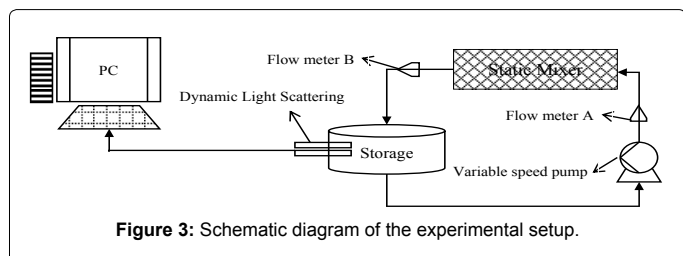 PC
Flow meter B
Static Mixer
Dynamic Light Scattering
Flow meter A
Storage
Variable speed pump
Figure 3: Schematic diagram of the experimental setup.